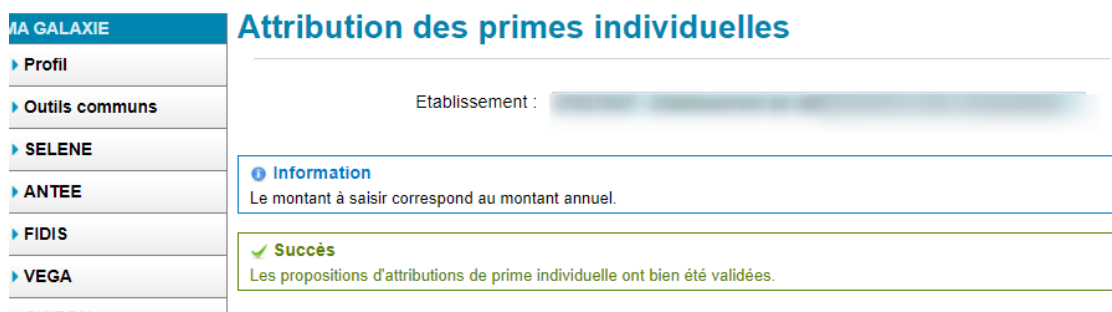 MA GALAXIE
Profil
Outils communs
SELENE
ANTEE
FIDIS
VEGA
Attribution des primes individuelles
Etablissement :
Information
Le montant à saisir correspond au montant annuel.
Succès
Les propositions d'attributions de prime individuelle ont bien été validées.